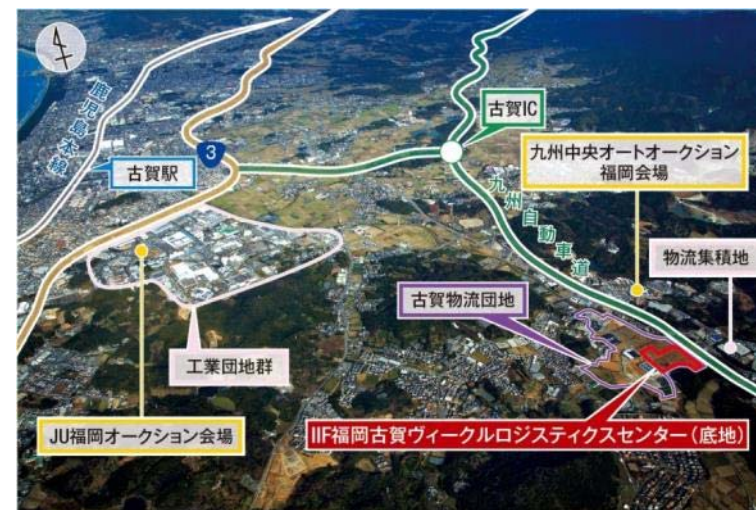 鹿児島本線
古賀駅
3
古賀IC
九州中央オートオークション
福岡会場
九州自動車道
物流集積地
古賀物流団地
工業団地群
JU福岡オークション会場
IIF福岡古賀ヴィークルロジスティクスセンター（底地）